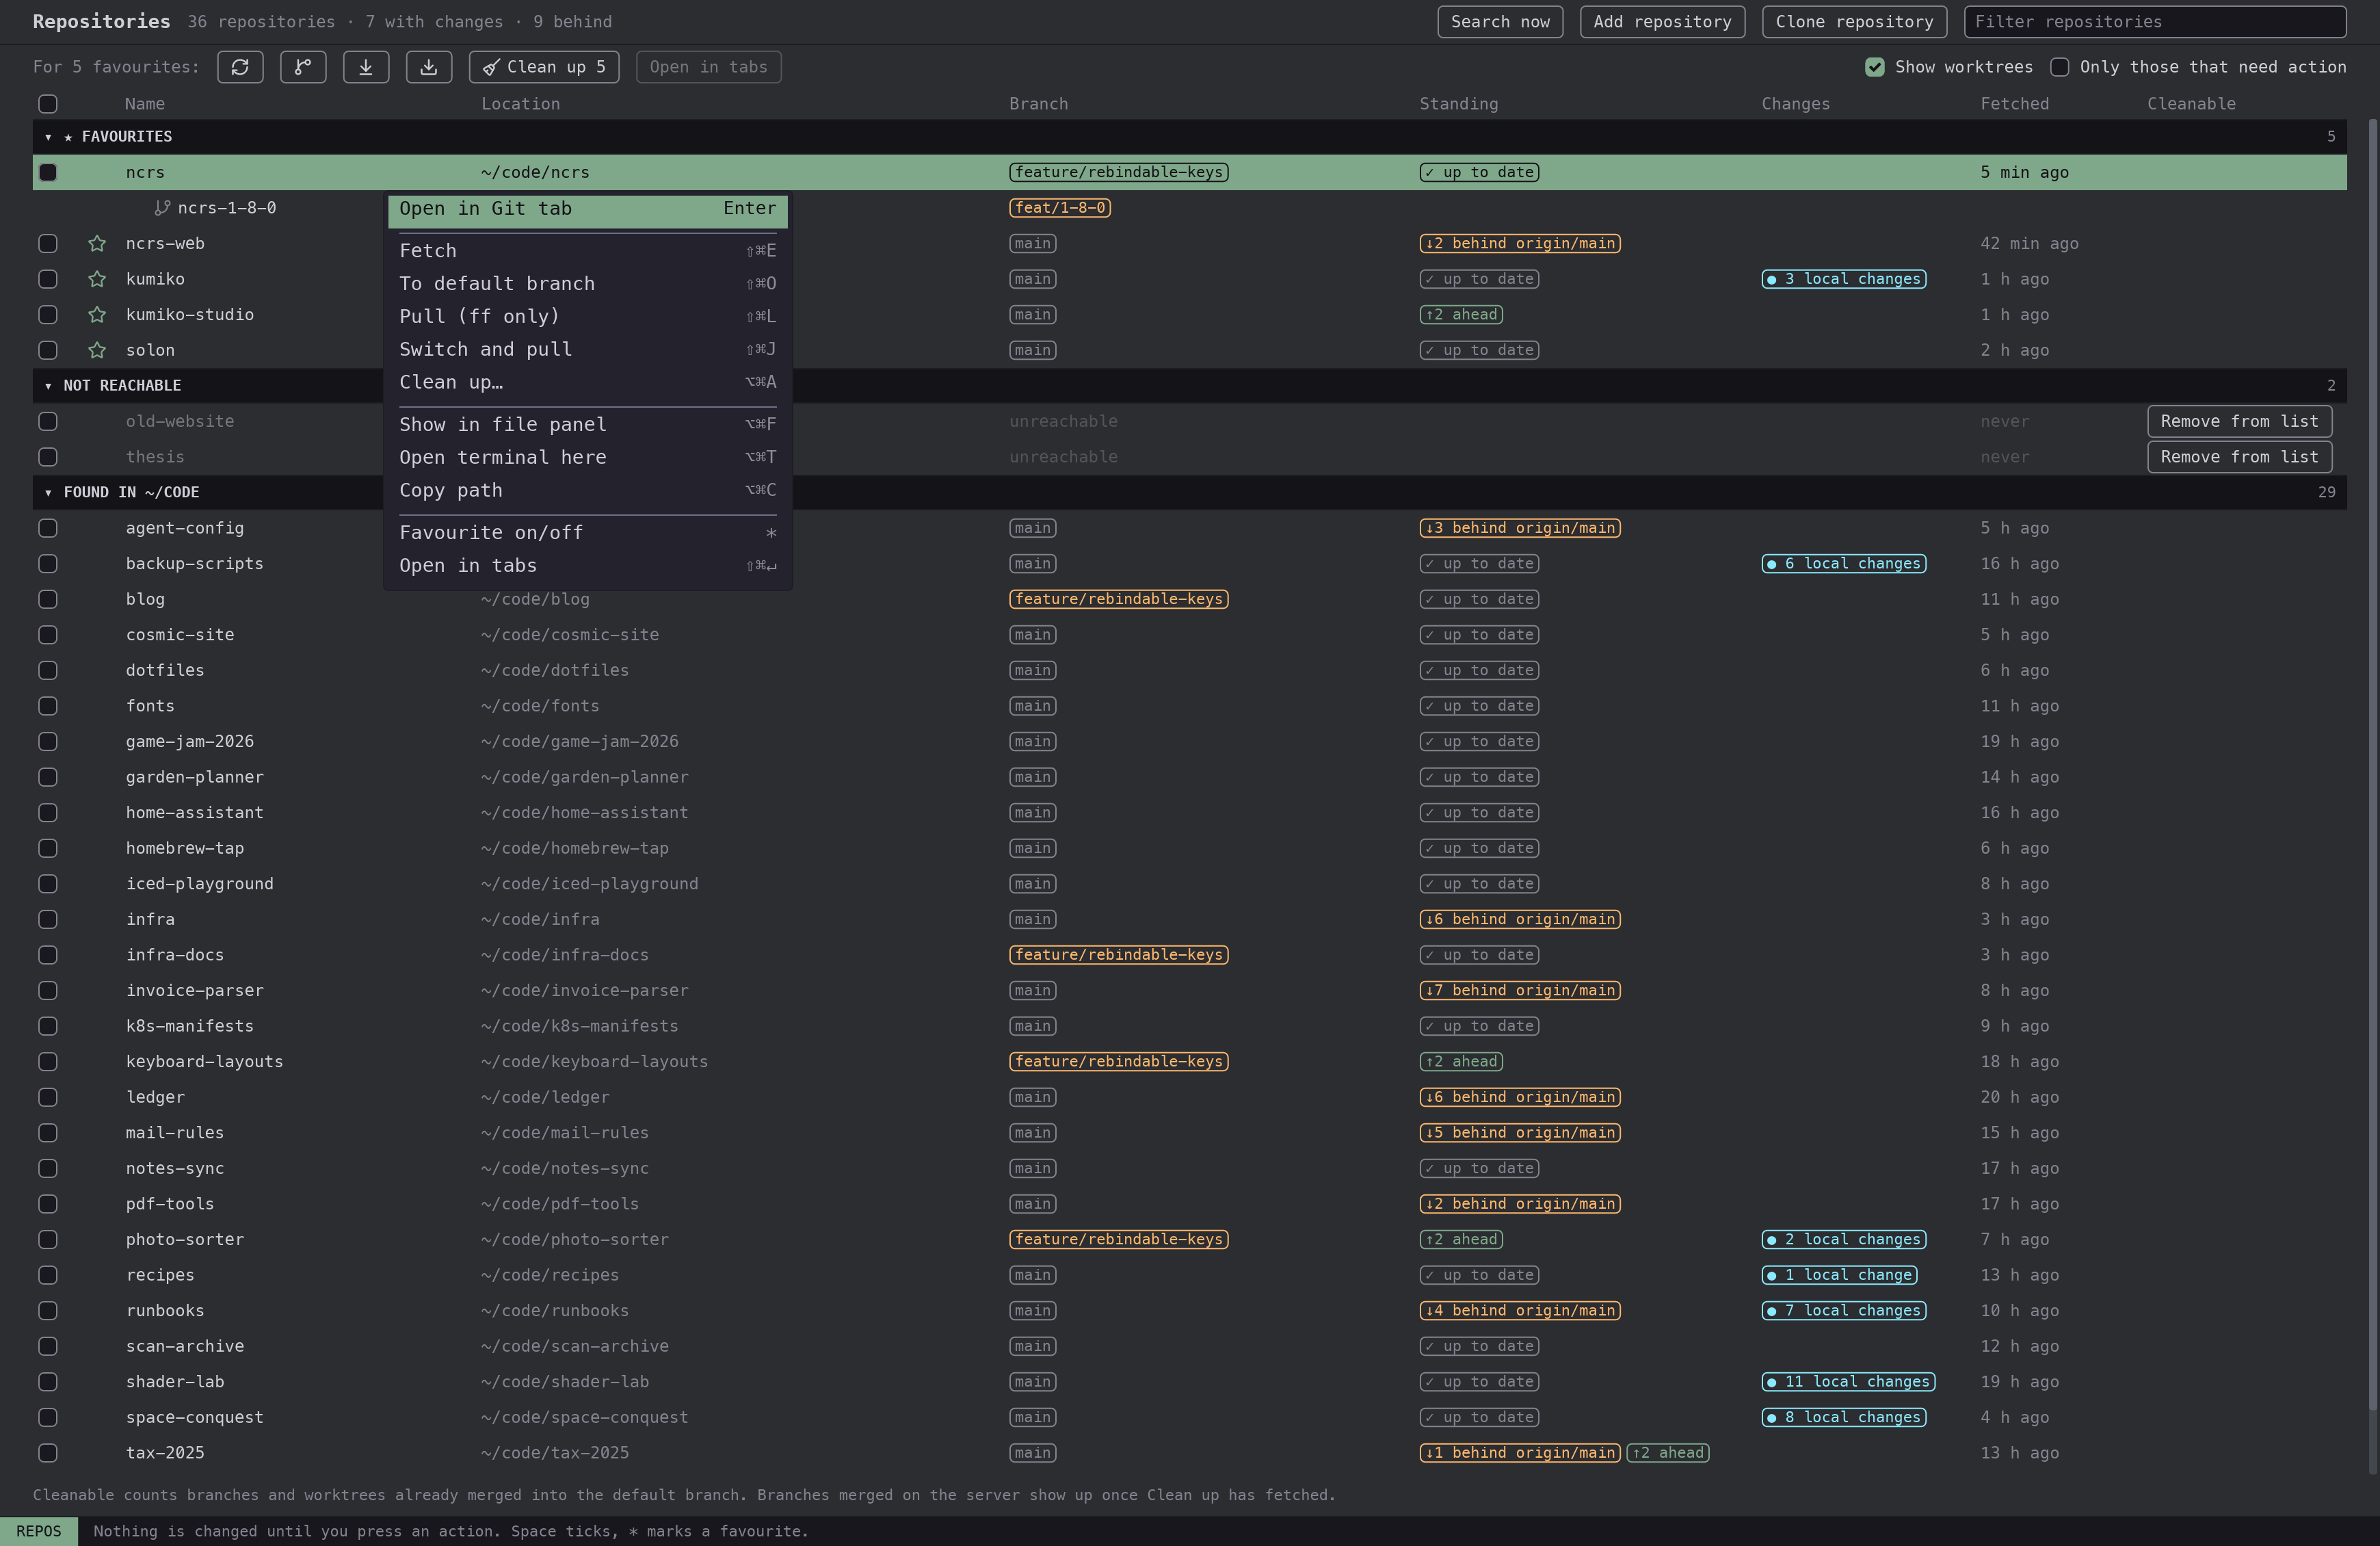 Repositories 36 repositories · 7 with changes · 9 behind Search now Add repository Clone repository Filter repositories
For 5 favourites: Clean up 5 Open in tabs Show worktrees Only those that need action
Name Location Branch Standing Changes Fetched Cleanable
▾ ★ FAVOURITES 5
ncrs ~/code/ncrs feature/rebindable-keys ✓ up to date 5 min ago
ncrs-1-8-0 feat/1-8-0
ncrs-web main ↓2 behind origin/main 42 min ago
kumiko main ✓ up to date ● 3 local changes 1 h ago
kumiko-studio main ↑2 ahead 1 h ago
solon main ✓ up to date 2 h ago
Open in Git tab Enter
Fetch ⇧⌘E
To default branch ⇧⌘O
Pull (ff only) ⇧⌘L
Switch and pull ⇧⌘J
Clean up… ⌥⌘A
Show in file panel ⌥⌘F
Open terminal here ⌥⌘T
Copy path ⌥⌘C
Favourite on/off *
Open in tabs ⇧⌘↵
▾ NOT REACHABLE 2
old-website unreachable never Remove from list
thesis unreachable never Remove from list
▾ FOUND IN ~/CODE 29
agent-config main ↓3 behind origin/main 5 h ago
backup-scripts main ✓ up to date ● 6 local changes 16 h ago
blog ~/code/blog feature/rebindable-keys ✓ up to date 11 h ago
cosmic-site ~/code/cosmic-site main ✓ up to date 5 h ago
dotfiles ~/code/dotfiles main ✓ up to date 6 h ago
fonts ~/code/fonts main ✓ up to date 11 h ago
game-jam-2026 ~/code/game-jam-2026 main ✓ up to date 19 h ago
garden-planner ~/code/garden-planner main ✓ up to date 14 h ago
home-assistant ~/code/home-assistant main ✓ up to date 16 h ago
homebrew-tap ~/code/homebrew-tap main ✓ up to date 6 h ago
iced-playground ~/code/iced-playground main ✓ up to date 8 h ago
infra ~/code/infra main ↓6 behind origin/main 3 h ago
infra-docs ~/code/infra-docs feature/rebindable-keys ✓ up to date 3 h ago
invoice-parser ~/code/invoice-parser main ↓7 behind origin/main 8 h ago
k8s-manifests ~/code/k8s-manifests main ✓ up to date 9 h ago
keyboard-layouts ~/code/keyboard-layouts feature/rebindable-keys ↑2 ahead 18 h ago
ledger ~/code/ledger main ↓6 behind origin/main 20 h ago
mail-rules ~/code/mail-rules main ↓5 behind origin/main 15 h ago
notes-sync ~/code/notes-sync main ✓ up to date 17 h ago
pdf-tools ~/code/pdf-tools main ↓2 behind origin/main 17 h ago
photo-sorter ~/code/photo-sorter feature/rebindable-keys ↑2 ahead ● 2 local changes 7 h ago
recipes ~/code/recipes main ✓ up to date ● 1 local change 13 h ago
runbooks ~/code/runbooks main ↓4 behind origin/main ● 7 local changes 10 h ago
scan-archive ~/code/scan-archive main ✓ up to date 12 h ago
shader-lab ~/code/shader-lab main ✓ up to date ● 11 local changes 19 h ago
space-conquest ~/code/space-conquest main ✓ up to date ● 8 local changes 4 h ago
tax-2025 ~/code/tax-2025 main ↓1 behind origin/main ↑2 ahead 13 h ago
Cleanable counts branches and worktrees already merged into the default branch. Branches merged on the server show up once Clean up has fetched.
REPOS Nothing is changed until you press an action. Space ticks, * marks a favourite.